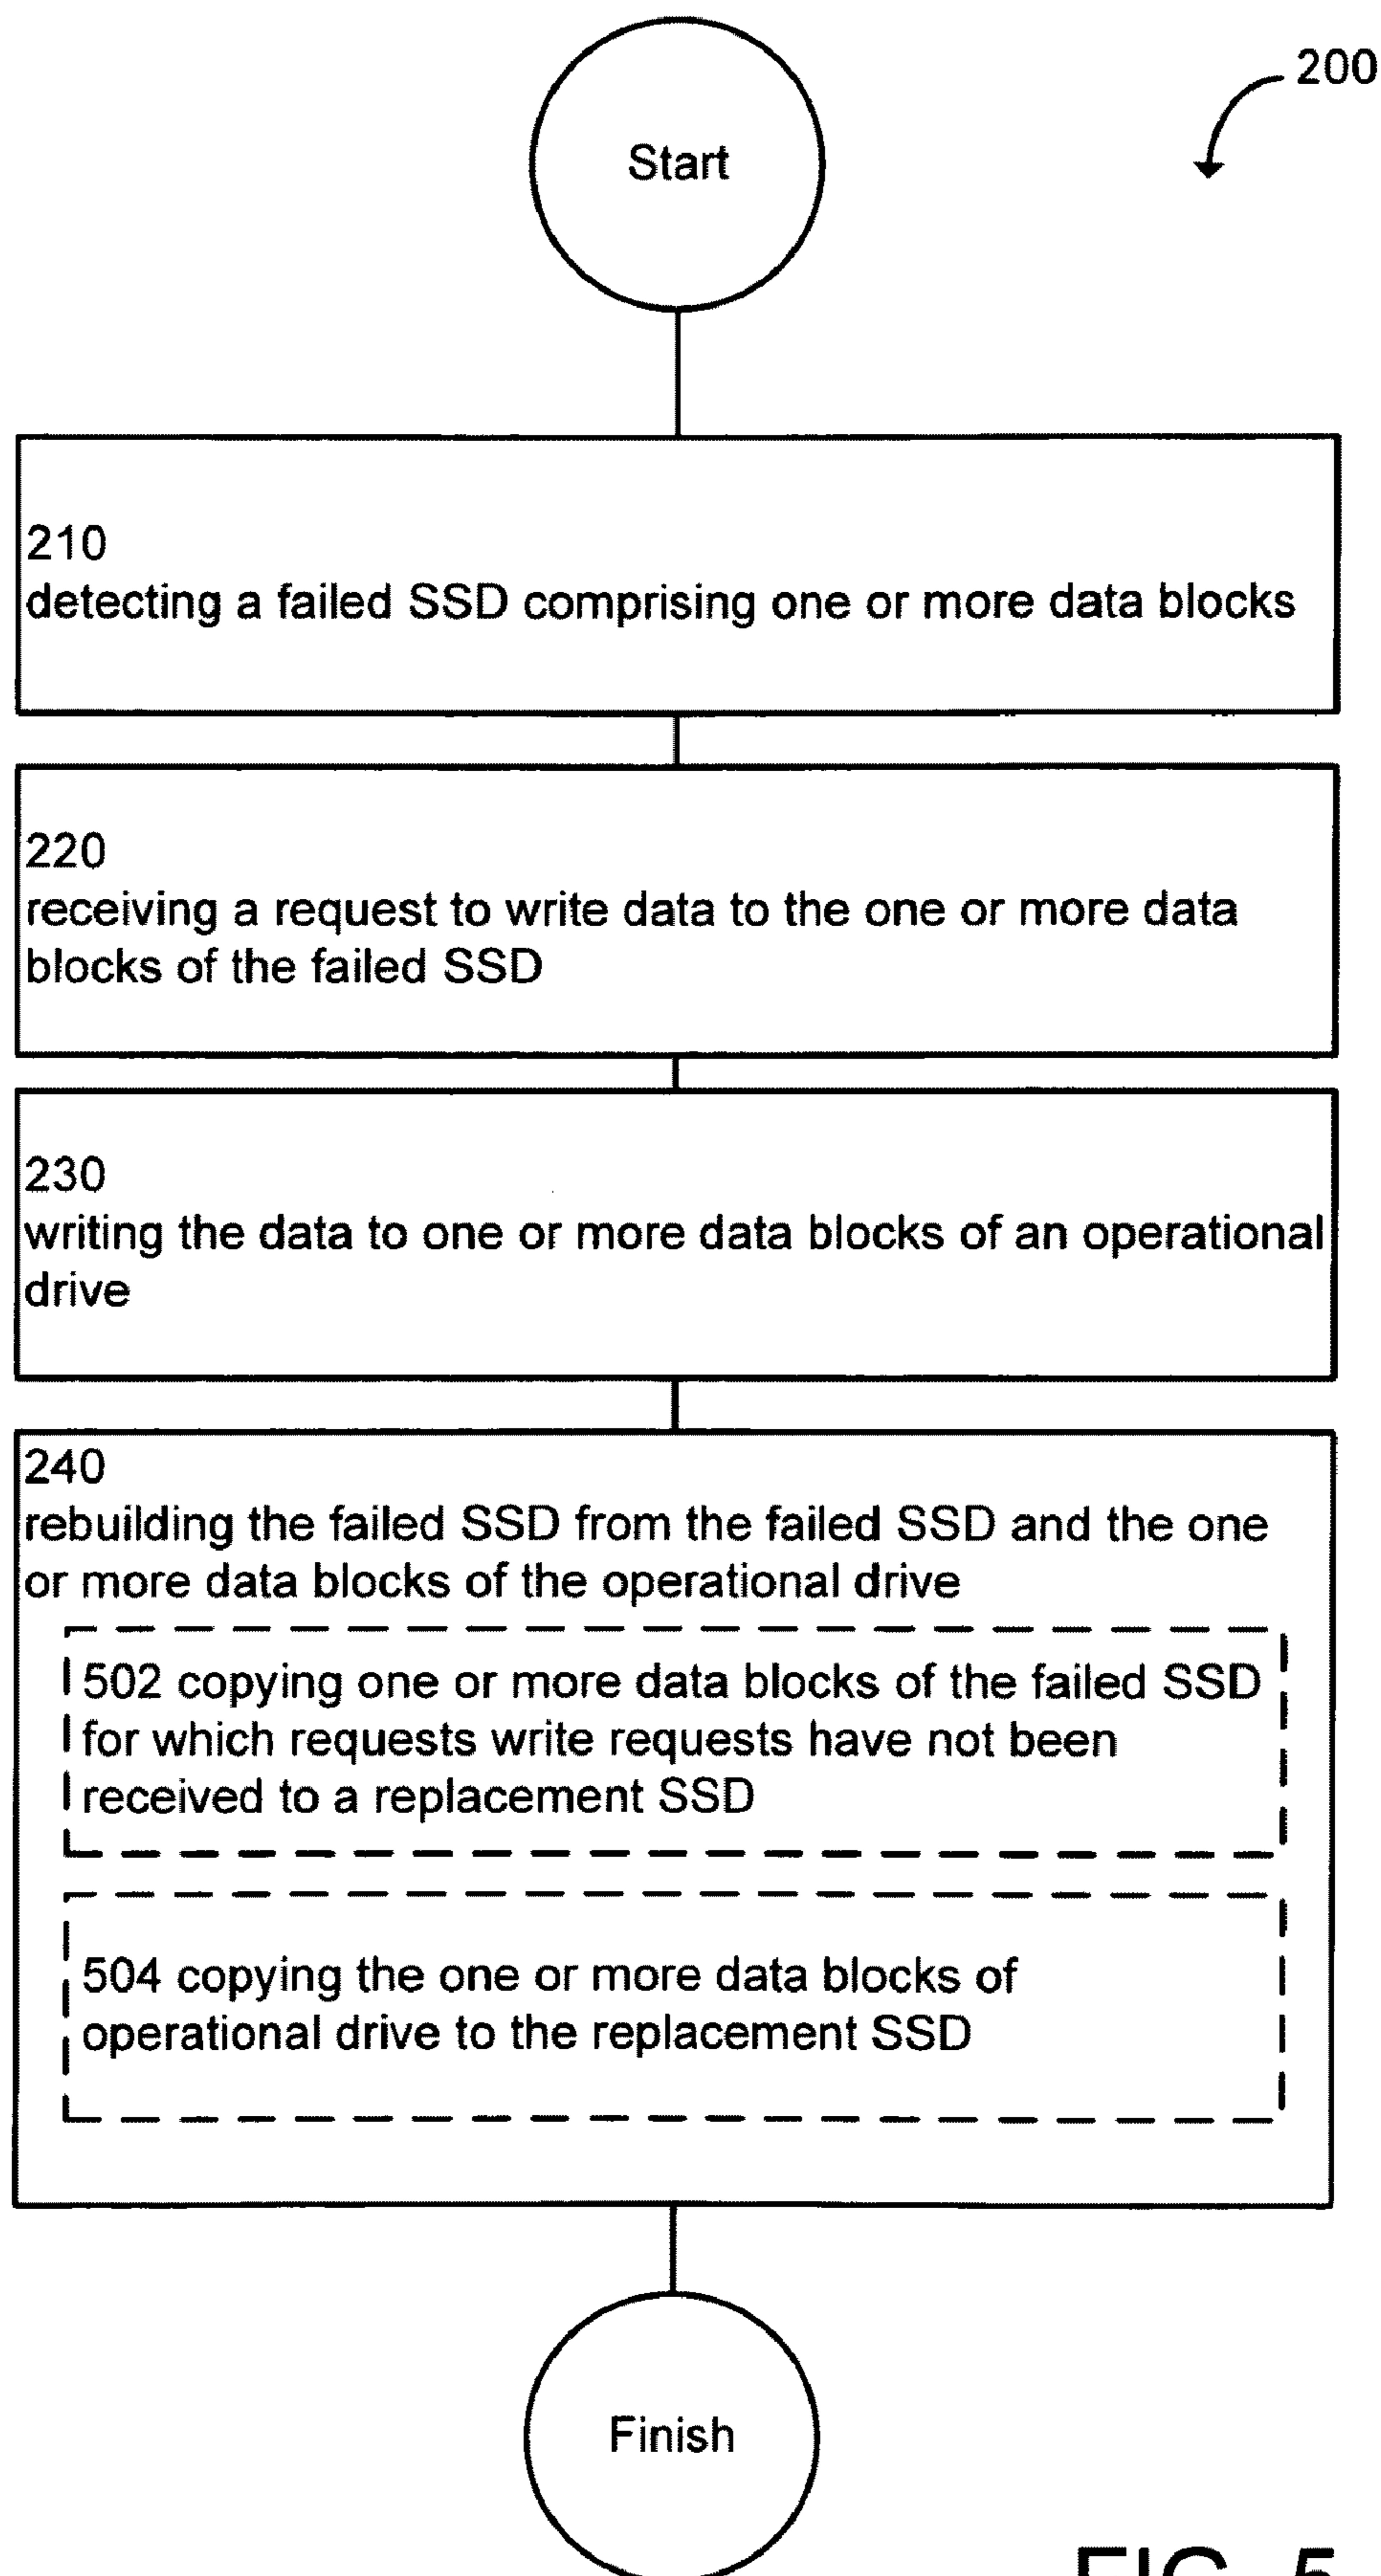 200
Start
210
detecting a failed SSD comprising one or more data blocks
220
receiving a request to write data to the one or more data
blocks of the failed SSD
230
writing the data to one or more data blocks of an operational
drive
240
rebuilding the failed SSD from the failed SSD and the one
or more data blocks of the operational drive
502 copying one or more data blocks of the failed SSD
for which requests write requests have not been
received to a replacement SSD
504 copying the one or more data blocks of
operational drive to the replacement SSD
Finish
FIG. 5